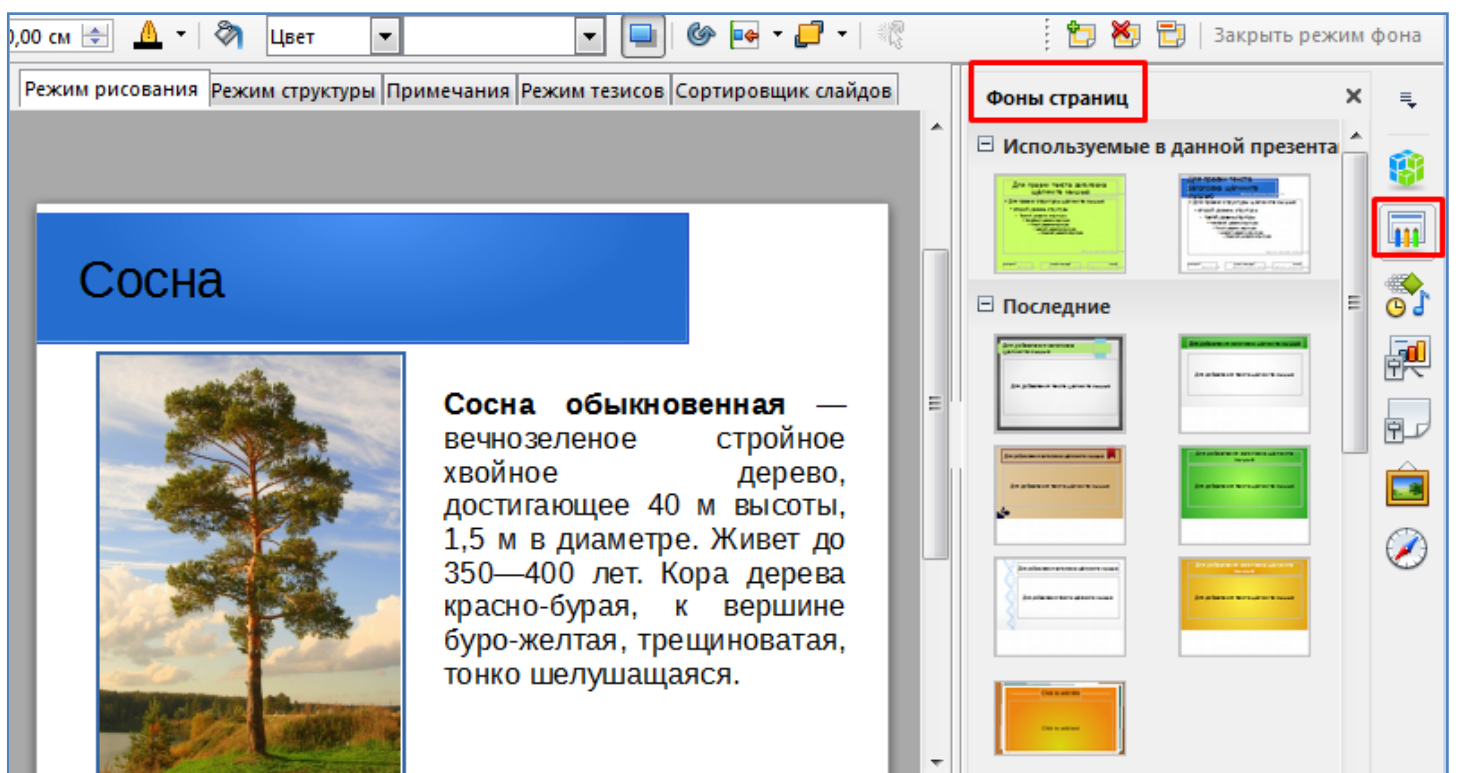 0,00 см
Цвет
Закрыть режим фона
Режим рисования Режим структуры Примечания Режим тезисов Сортировщик слайдов
Фоны страниц
Используемые в данной презента
Последние
Сосна
Сосна обыкновенная —
вечнозеленое стройное
хвойное дерево,
достигающее 40 м высоты,
1,5 м в диаметре. Живет до
350—400 лет. Кора дерева
красно-бурая, к вершине
буро-желтая, трещиноватая,
тонко шелушащаяся.